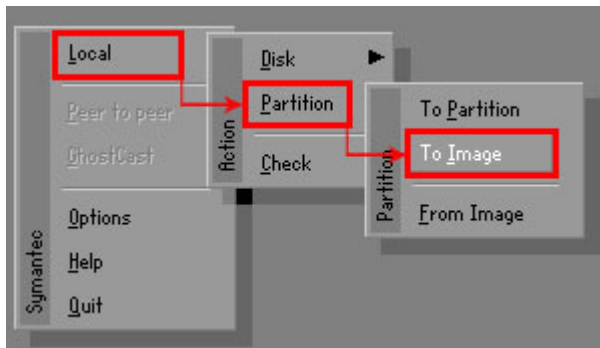 Local
Peer to peer
GhostCast
Options
Help
Quit
Symantec
Disk
Partition
Check
Action
To Partition
To Image
From Image
Partition